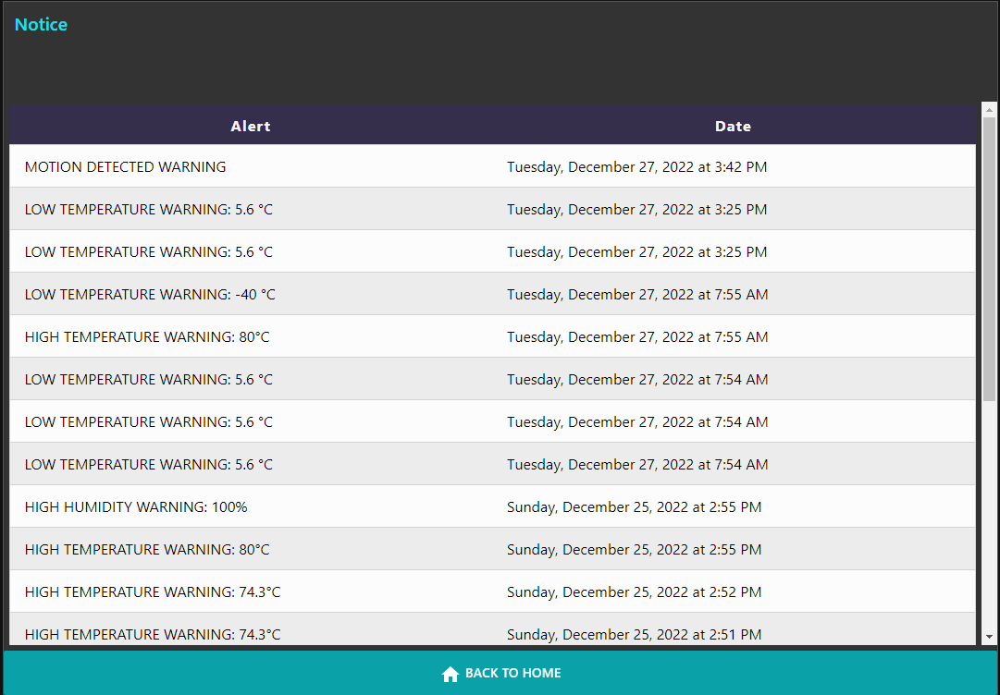 Notice
Alert Date
MOTION DETECTED WARNING Tuesday, December 27, 2022 at 3:42 PM
LOW TEMPERATURE WARNING: 5.6 °C Tuesday, December 27, 2022 at 3:25 PM
LOW TEMPERATURE WARNING: 5.6 °C Tuesday, December 27, 2022 at 3:25 PM
LOW TEMPERATURE WARNING: -40 °C Tuesday, December 27, 2022 at 7:55 AM
HIGH TEMPERATURE WARNING: 80°C Tuesday, December 27, 2022 at 7:55 AM
LOW TEMPERATURE WARNING: 5.6 °C Tuesday, December 27, 2022 at 7:54 AM
LOW TEMPERATURE WARNING: 5.6 °C Tuesday, December 27, 2022 at 7:54 AM
LOW TEMPERATURE WARNING: 5.6 °C Tuesday, December 27, 2022 at 7:54 AM
HIGH HUMIDITY WARNING: 100% Sunday, December 25, 2022 at 2:55 PM
HIGH TEMPERATURE WARNING: 80°C Sunday, December 25, 2022 at 2:55 PM
HIGH TEMPERATURE WARNING: 74.3°C Sunday, December 25, 2022 at 2:52 PM
HIGH TEMPERATURE WARNING: 74.3°C Sunday, December 25, 2022 at 2:51 PM
BACK TO HOME